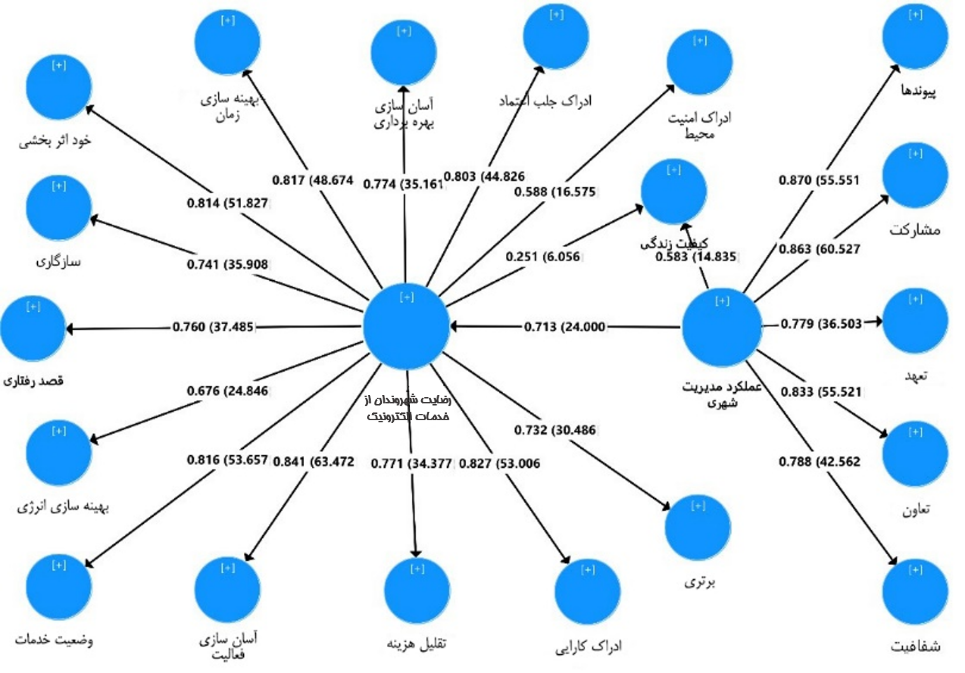 [+]
[+]
[+]
[+]
[+]
[+]
پیوندها
بهینه سازی
زمان
آسان سازی
بهره برداری
ادراک جلب اعتماد
ادراک امنیت
محیط
خود اثر بخشی
[+]
[+]
[+]
0.817 (48.674
0.774 (35.161
0.803 (44.826
0.588 (16.575
0.870 (55.551
0.814 (51.827
مشارکت
کیفیت زندگی
0.863 (60.527
0.741 (35.908
0.251 (6.056)
0.583 (14.835
سازگاری
[+]
[+]
[+]
[+]
0.760 (37.485
0.713 (24.000
0.779 (36.503
قصد رفتاری
تعهد
عملکرد مدیریت
شهری
0.676 (24.846
رضایت شهروندان از
خدمات الکترونیک
0.833 (55.521
[+]
0.732 (30.486
[+]
0.816 (53.657
0.841 (63.472
0.771 (34.377
0.827 (53.006
0.788 (42.562
بهینه سازی انرژی
تعاون
[+]
برتری
[+]
[+]
[+]
[+]
[+]
وضعیت خدمات
آسان سازی
فعالیت
تقلیل هزینه
ادراک کارایی
شفافیت